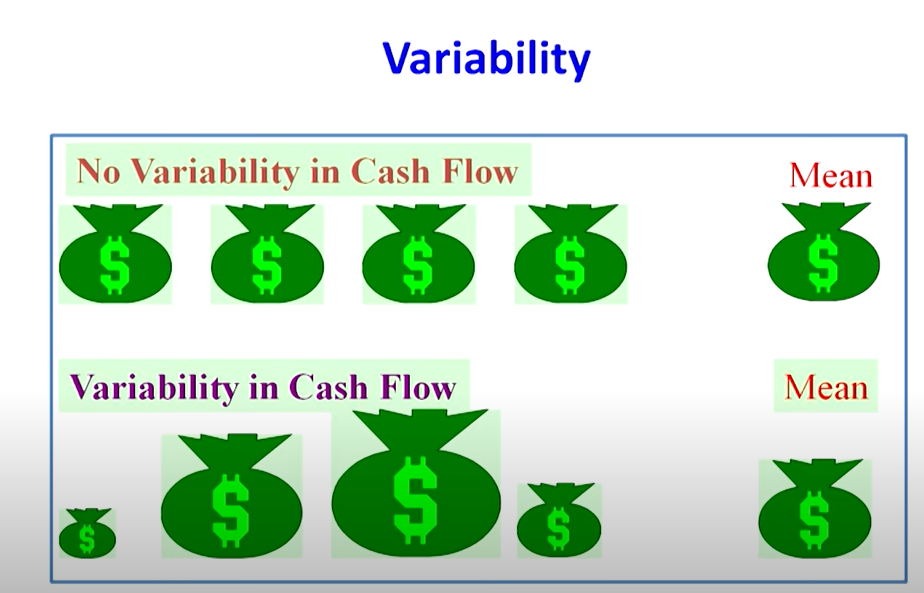 Variability
No Variability in Cash Flow
Mean
$ $ $ $ $
Variability in Cash Flow
Mean
$ $ $ $ $